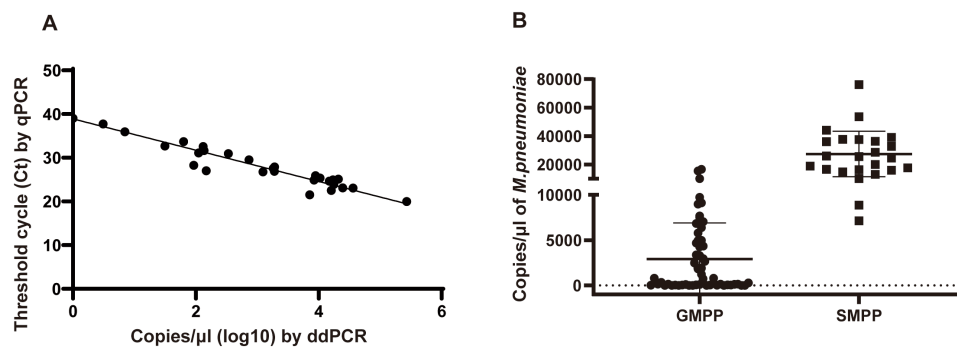 A
Threshold cycle (Ct) by qPCR
50
40
30
20
10
0
0
2
4
6
Copies/µl (log10) by ddPCR
B
Copies/µl of M.pneumoniae
80000
60000
40000
20000
10000
5000
0
GMPP
SMPP